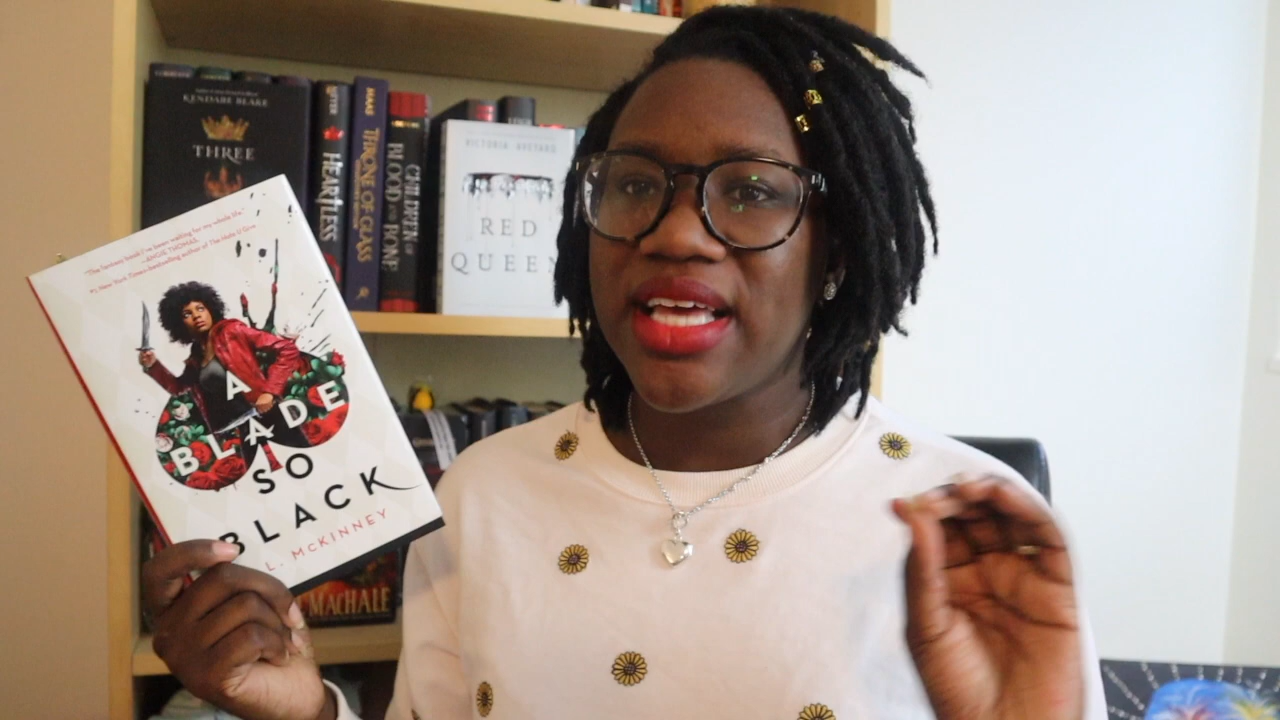 KENDARE BLAKE
THREE
HEARTLESS
MAAS
THRONE OF GLASS
CHILDREN OF
BLOOD AND BONE
VICTORIA AVEYARD
RED
QUEEN
"The fantasy book I've been waiting for my whole life."
—ANGIE THOMAS,
#1 New York Times-bestselling author of The Hate U Give
A
BLADE
SO
BLACK
L. McKINNEY
MACHALE